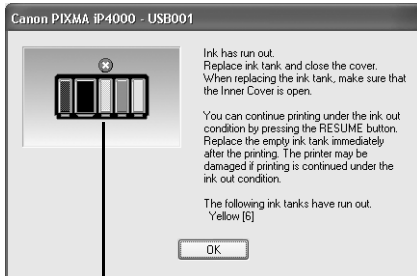 Canon PIXMA iP4000 - USB001
Ink has run out.
Replace ink tank and close the cover.
When replacing the ink tank, make sure that
the Inner Cover is open.
You can continue printing under the ink out
condition by pressing the RESUME button.
Replace the empty ink tank immediately
after the printing. The printer may be
damaged if printing is continued under the
ink out condition.
The following ink tanks have run out.
Yellow [6]
OK